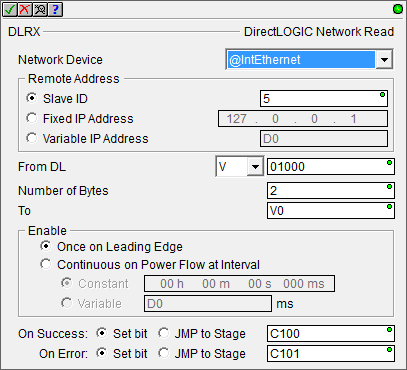 ?
DLRX DirectLOGIC Network Read
Network Device @IntEthernet
Remote Address
Slave ID 5
Fixed IP Address 127 . 0 . 0 . 1
Variable IP Address D0
From DL V 01000
Number of Bytes 2
To V0
Enable
Once on Leading Edge
Continuous on Power Flow at Interval
Constant 00 h 00 m 00 s 000 ms
Variable D0 ms
On Success: Set bit JMP to Stage C100
On Error: Set bit JMP to Stage C101